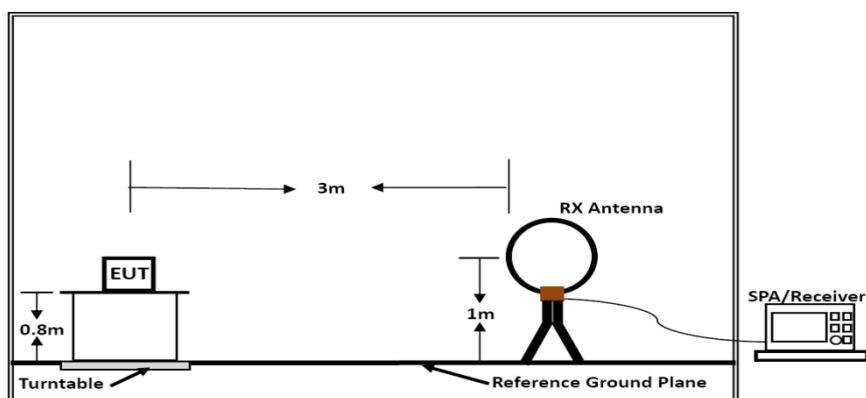 3m
RX Antenna
EUT
0.8m
1m
SPA/Receiver
Turntable
Reference Ground Plane